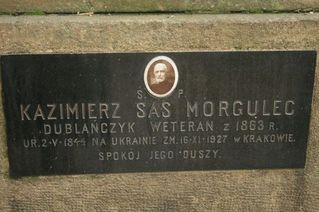 S. P.
KAZIMIERZ SAS MORGULEC
DUBLAŃCZYK WETERAN z 1863 R.
UR. 2-V-1844 NA UKRAINIE ZM. 16-XI-1927 w KRAKOWIE.
SPOKÓJ JEGO DUSZY.